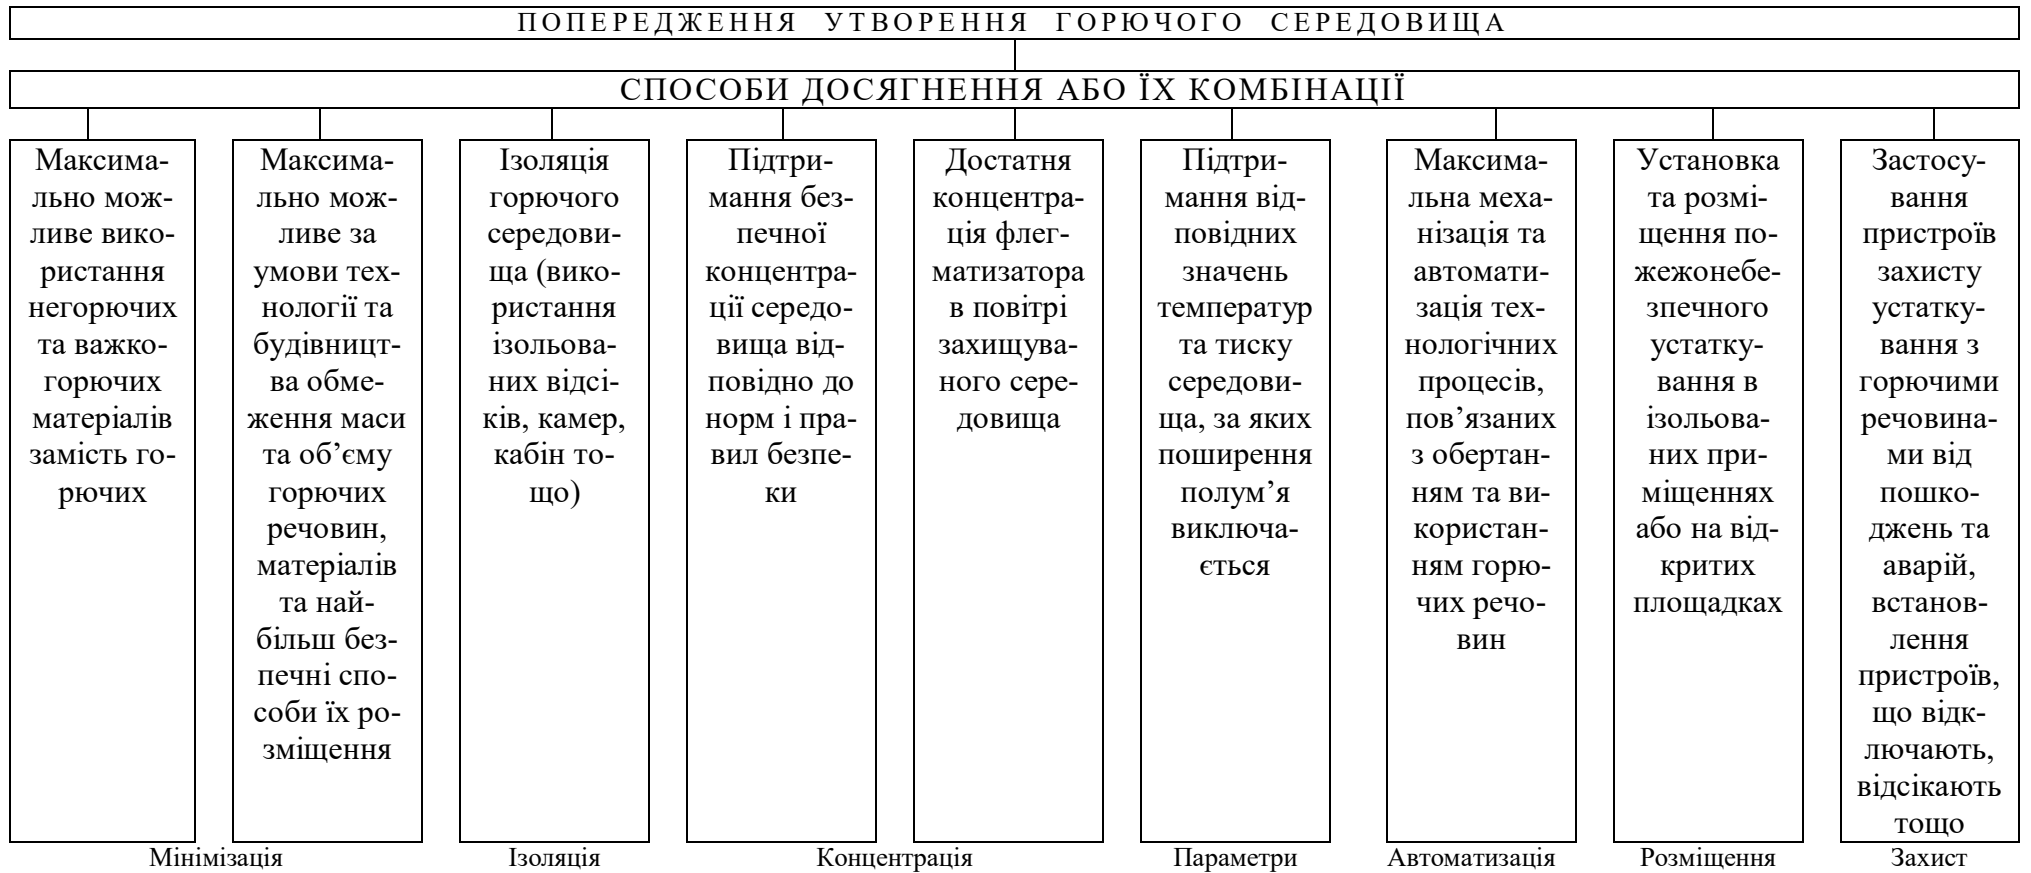 ПОПЕРЕДЖЕННЯ УТВОРЕННЯ ГОРЮЧОГО СЕРЕДОВИЩА
СПОСОБИ ДОСЯГНЕННЯ АБО ЇХ КОМБІНАЦІЇ
Максима-
льно мож-
ливе вико-
ристання
негорючих
та важко-
горючих
матеріалів
замість го-
рючих
Максима-
льно мож-
ливе за
умови тех-
нології та
будівницт-
ва обме-
ження маси
та об’єму
горючих
речовин,
матеріалів
та най-
більш без-
печні спо-
соби їх ро-
зміщення
Ізоляція
горючого
середови-
ща (вико-
ристання
ізольова-
них відсі-
ків, камер,
кабін то-
що)
Підтри-
мання без-
печної
концентра-
ції середо-
вища від-
повідно до
норм і пра-
вил безпе-
ки
Достатня
концентра-
ція флег-
матизатора
в повітрі
захищува-
ного сере-
довища
Підтри-
мання від-
повідних
значень
температур
та тиску
середови-
ща, за яких
поширення
полум’я
виключа-
ється
Максима-
льна меха-
нізація та
автомати-
зація тех-
нологічних
процесів,
пов’язаних
з обертан-
ням та ви-
користан-
ням горю-
чих речо-
вин
Установка
та розмі-
щення по-
жежонебе-
зпечного
устатку-
вання в
ізольова-
них при-
міщеннях
або на від-
критих
площадках
Застосу-
вання
пристроїв
захисту
устатку-
вання з
горючими
речовина-
ми від
пошко-
джень та
аварій,
встанов-
лення
пристроїв,
що відк-
лючають,
відсікають
тощо
Мінімізація
Ізоляція
Концентрація
Параметри
Автоматизація
Розміщення
Захист